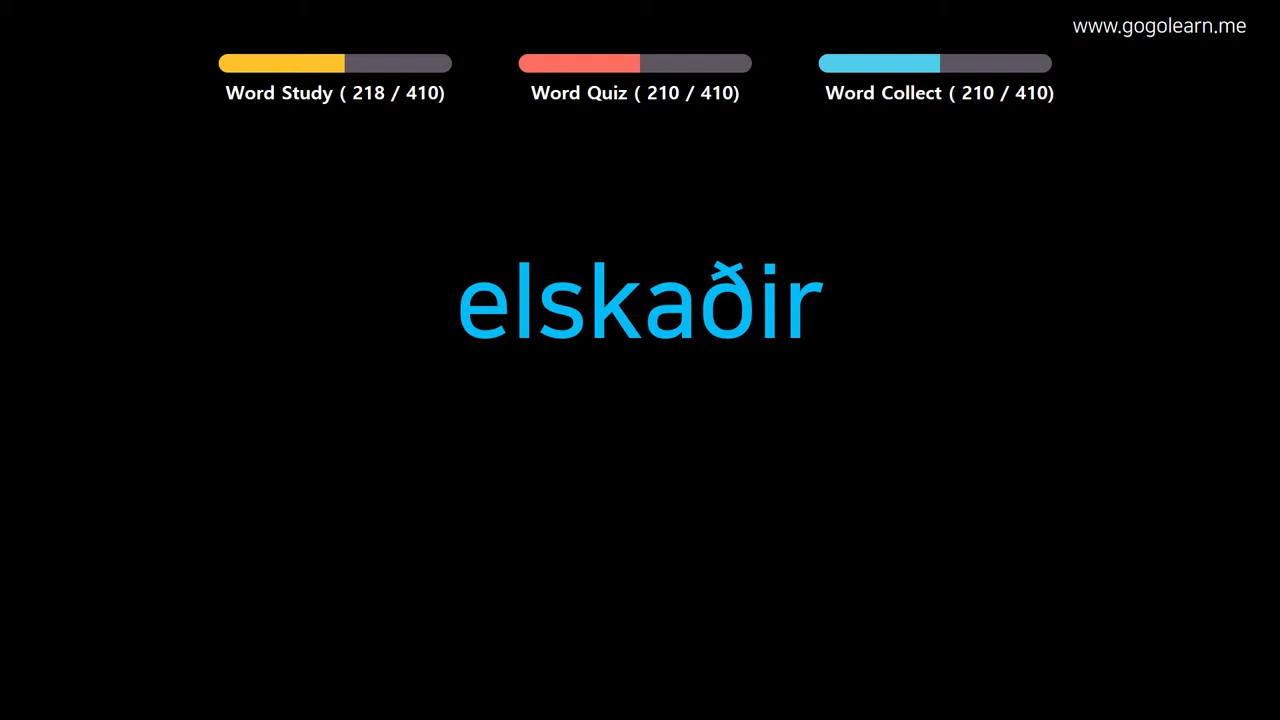 www.gogolearn.me
Word Study ( 218 / 410)
Word Quiz ( 210 / 410)
Word Collect ( 210 / 410)
elskaðir